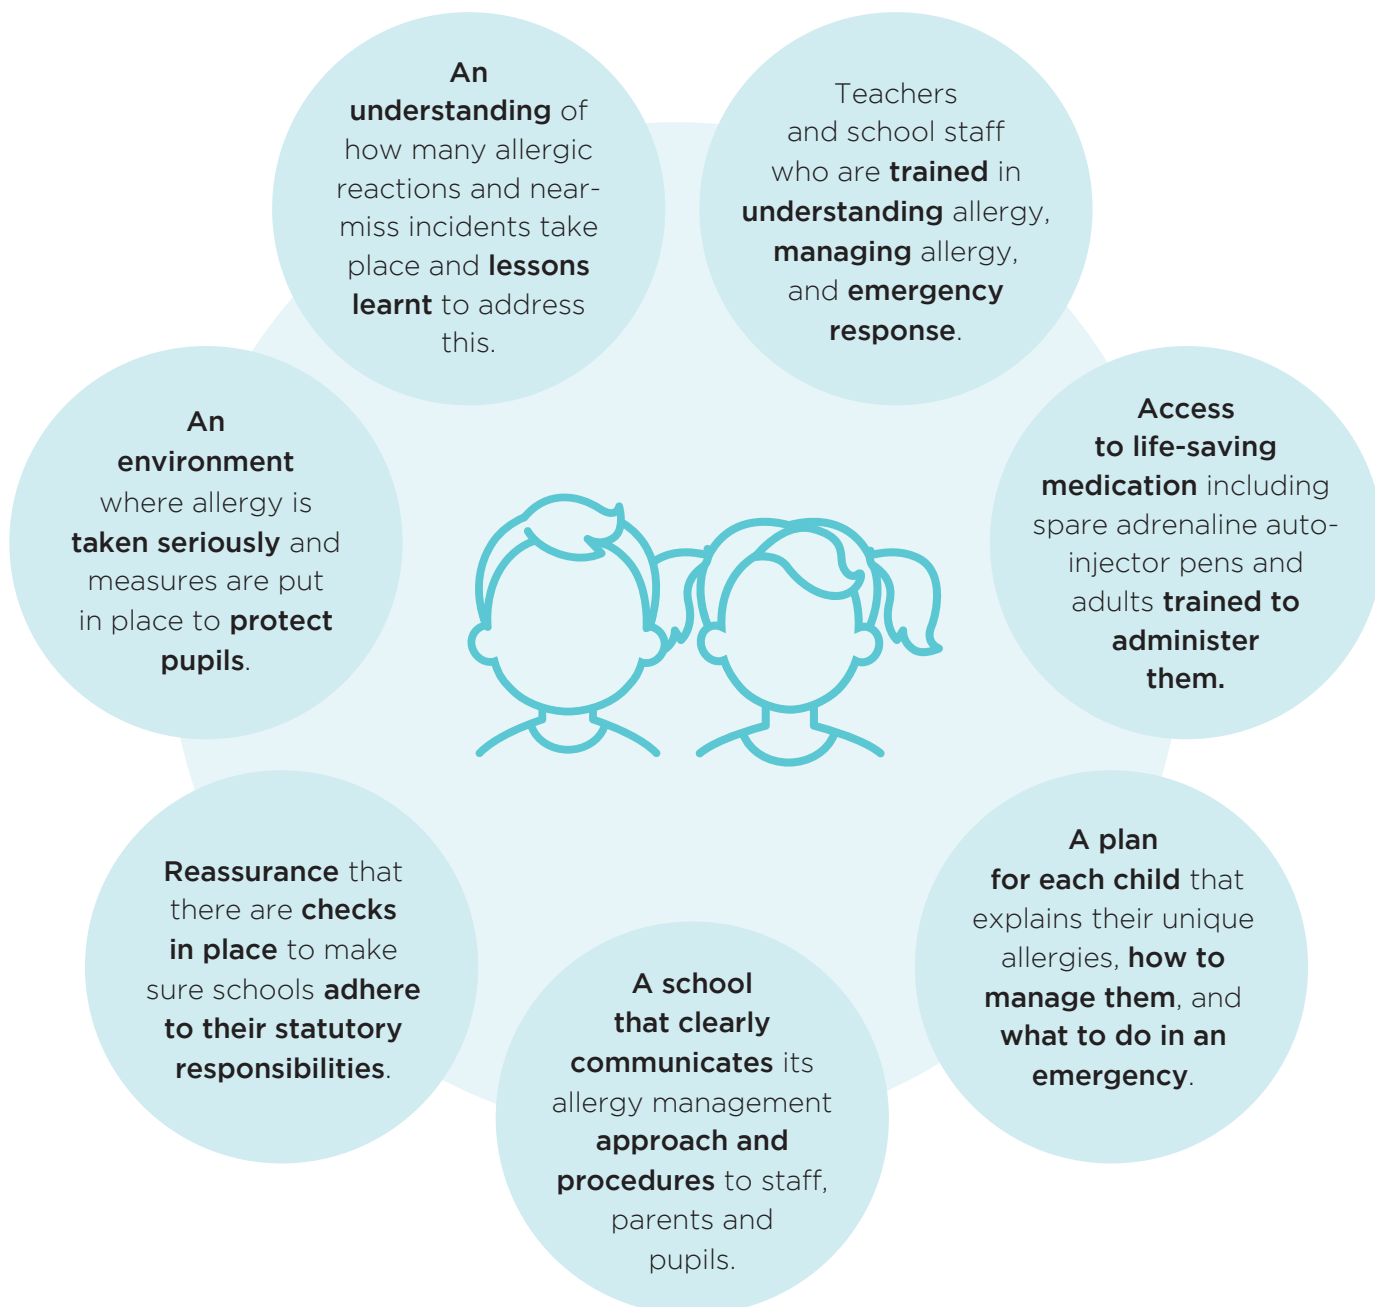 An
understanding of
how many allergic
reactions and near-
miss incidents take
place and lessons
learnt to address
this.
Teachers
and school staff
who are trained in
understanding allergy,
managing allergy,
and emergency
response.
Access
to life-saving
medication including
spare adrenaline auto-
injector pens and
adults trained to
administer
them.
A plan
for each child that
explains their unique
allergies, how to
manage them, and
what to do in an
emergency.
A school
that clearly
communicates its
allergy management
approach and
procedures to staff,
parents and
pupils.
Reassurance that
there are checks
in place to make
sure schools adhere
to their statutory
responsibilities.
An
environment
where allergy is
taken seriously and
measures are put
in place to protect
pupils.